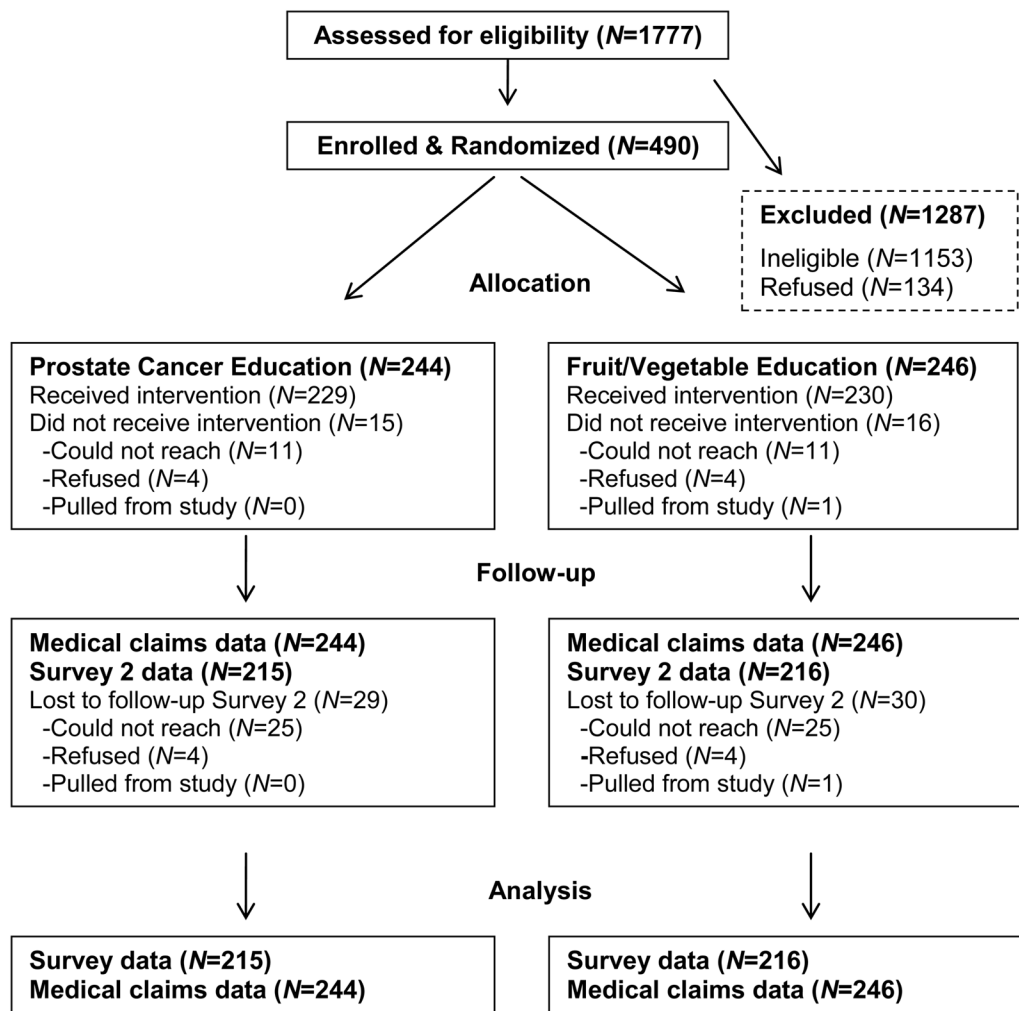 Assessed for eligibility (N=1777)
Enrolled & Randomized (N=490)
Excluded (N=1287)
Ineligible (N=1153)
Refused (N=134)
Allocation
Prostate Cancer Education (N=244)
Received intervention (N=229)
Did not receive intervention (N=15)
-Could not reach (N=11)
-Refused (N=4)
-Pulled from study (N=0)
Fruit/Vegetable Education (N=246)
Received intervention (N=230)
Did not receive intervention (N=16)
-Could not reach (N=11)
-Refused (N=4)
-Pulled from study (N=1)
Follow-up
Medical claims data (N=244)
Survey 2 data (N=215)
Lost to follow-up Survey 2 (N=29)
-Could not reach (N=25)
-Refused (N=4)
-Pulled from study (N=0)
Medical claims data (N=246)
Survey 2 data (N=216)
Lost to follow-up Survey 2 (N=30)
-Could not reach (N=25)
-Refused (N=4)
-Pulled from study (N=1)
Analysis
Survey data (N=215)
Medical claims data (N=244)
Survey data (N=216)
Medical claims data (N=246)